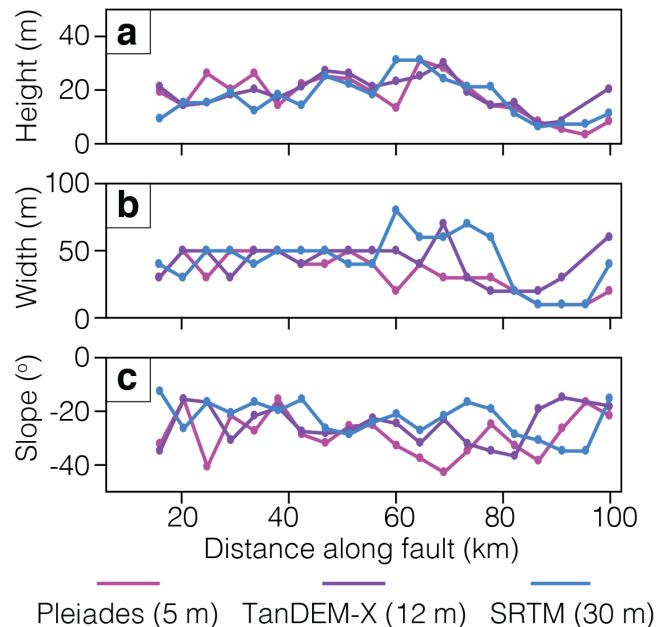 a
Height (m)
40
20
0
b
Width (m)
100
50
0
c
Slope (o)
0
-20
-40
20 40 60 80 100
Distance along fault (km)
Pleiades (5 m) TanDEM-X (12 m) SRTM (30 m)